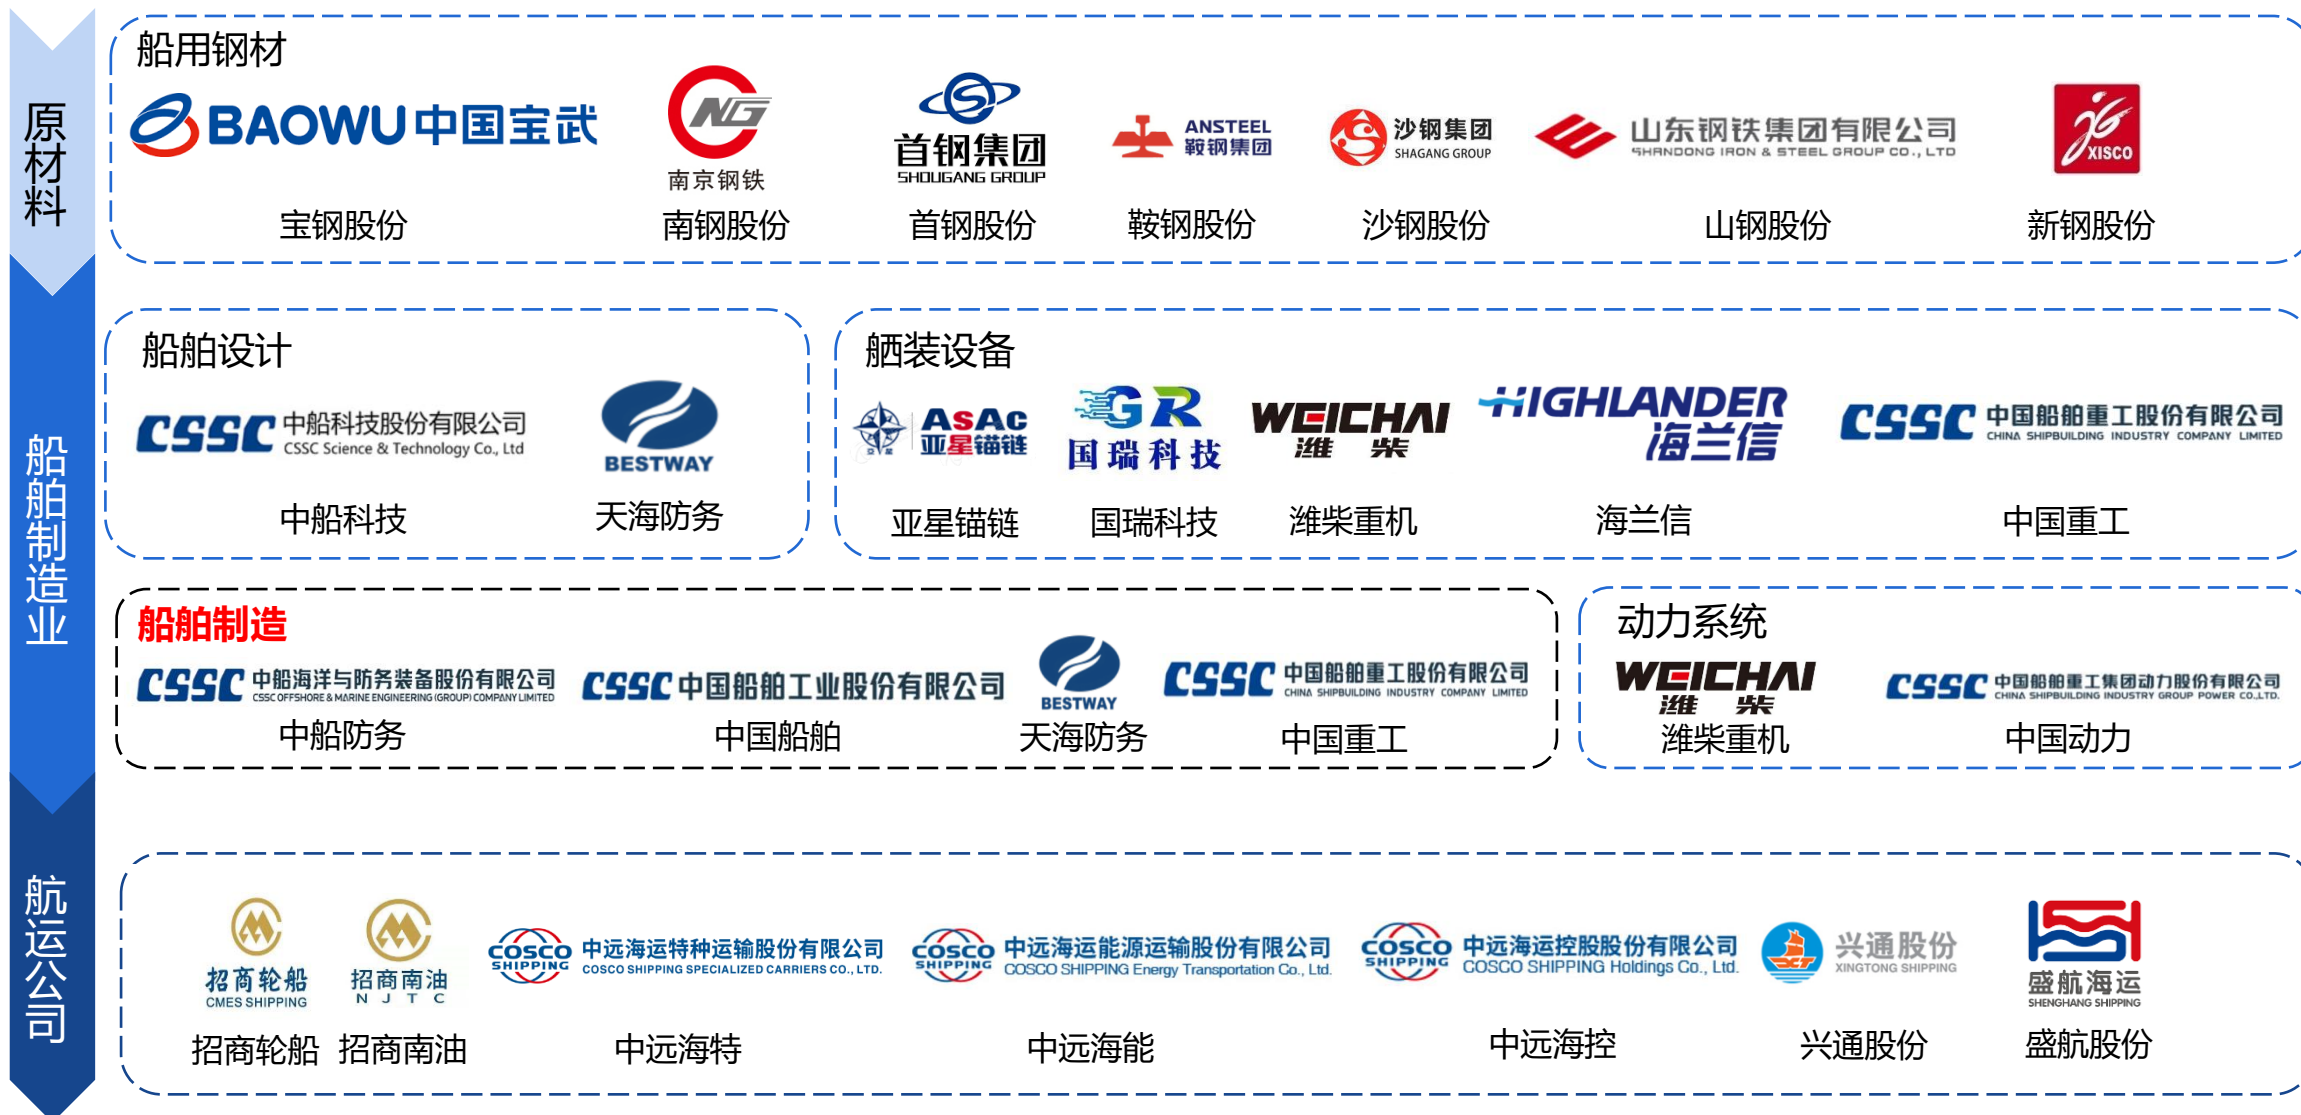 原材料
船用钢材
BAOWU中国宝武
宝钢股份
NG
南京钢铁
南钢股份
首钢集团
SHOUGANG GROUP
首钢股份
ANSTEEL
鞍钢集团
鞍钢股份
沙钢集团
SHAGANG GROUP
沙钢股份
山东钢铁集团有限公司
SHANDONG IRON & STEEL GROUP CO., LTD
山钢股份
XISCO
新钢股份
船舶制造业
船舶设计
CSSC 中船科技股份有限公司
CSSC Science & Technology Co., Ltd
中船科技
BESTWAY
天海防务
舾装设备
AsAc
亚星锚链
亚星锚链
GR
国瑞科技
国瑞科技
WEICHAI
潍柴
潍柴重机
HIGHLANDER
海兰信
海兰信
CSSC 中国船舶重工股份有限公司
CHINA SHIPBUILDING INDUSTRY COMPANY LIMITED
中国重工
船舶制造
CSSC 中船海洋与防务装备股份有限公司
CSSC OFFSHORE & MARINE ENGINEERING (GROUP) COMPANY LIMITED
中船防务
CSSC 中国船舶工业股份有限公司
中国船舶
BESTWAY
天海防务
CSSC 中国船舶重工股份有限公司
CHINA SHIPBUILDING INDUSTRY COMPANY LIMITED
中国重工
动力系统
WEICHAI
潍柴
潍柴重机
CSSC 中国船舶重工集团动力股份有限公司
CHINA SHIPBUILDING INDUSTRY GROUP POWER CO.,LTD.
中国动力
航运公司
招商轮船
CMES SHIPPING
招商轮船
招商南油
NJTC
招商南油
COSCO SHIPPING
中远海运特种运输股份有限公司
COSCO SHIPPING SPECIALIZED CARRIERS CO., LTD.
中远海特
COSCO SHIPPING
中远海运能源运输股份有限公司
COSCO SHIPPING Energy Transportation Co., Ltd.
中远海能
COSCO SHIPPING
中远海运控股股份有限公司
COSCO SHIPPING Holdings Co., Ltd.
中远海控
兴通股份
XINGTONG SHIPPING
兴通股份
盛航海运
SHENGHANG SHIPPING
盛航股份